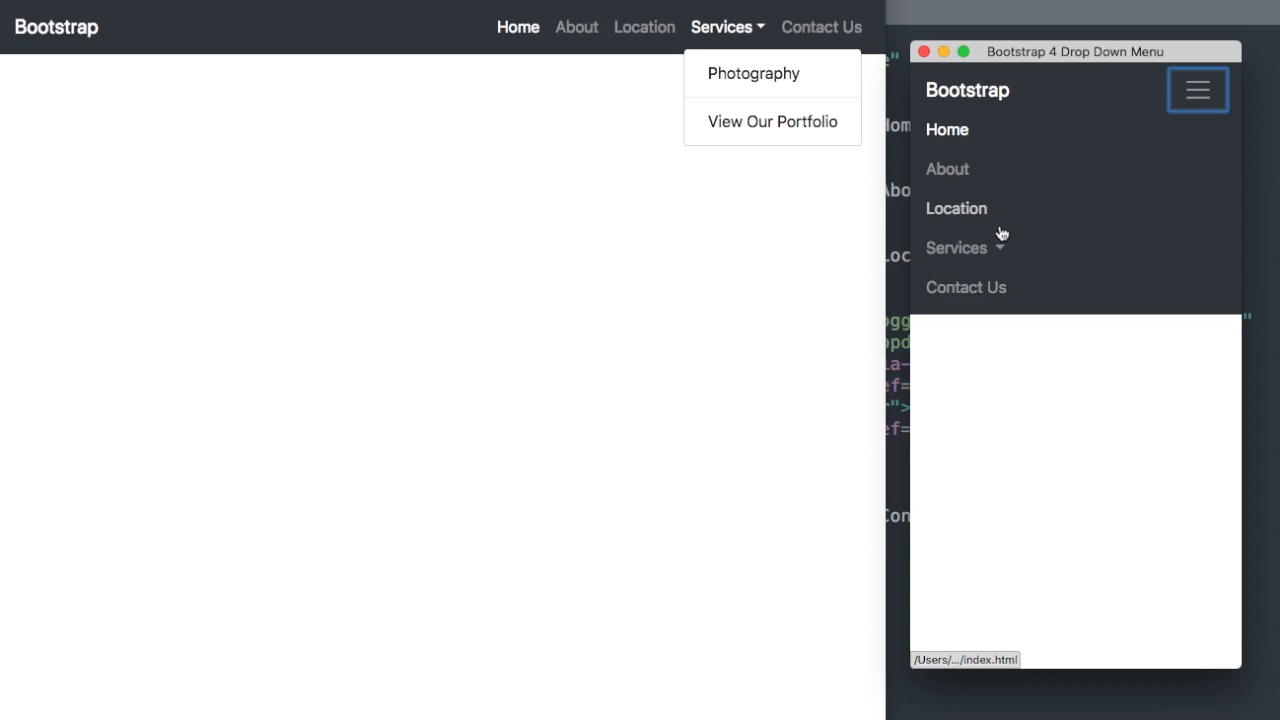 Bootstrap
Home About Location Services Contact Us
Photography
View Our Portfolio
Bootstrap 4 Drop Down Menu
Bootstrap
Home
About
Location
Services
Contact Us
/Users/.../index.html